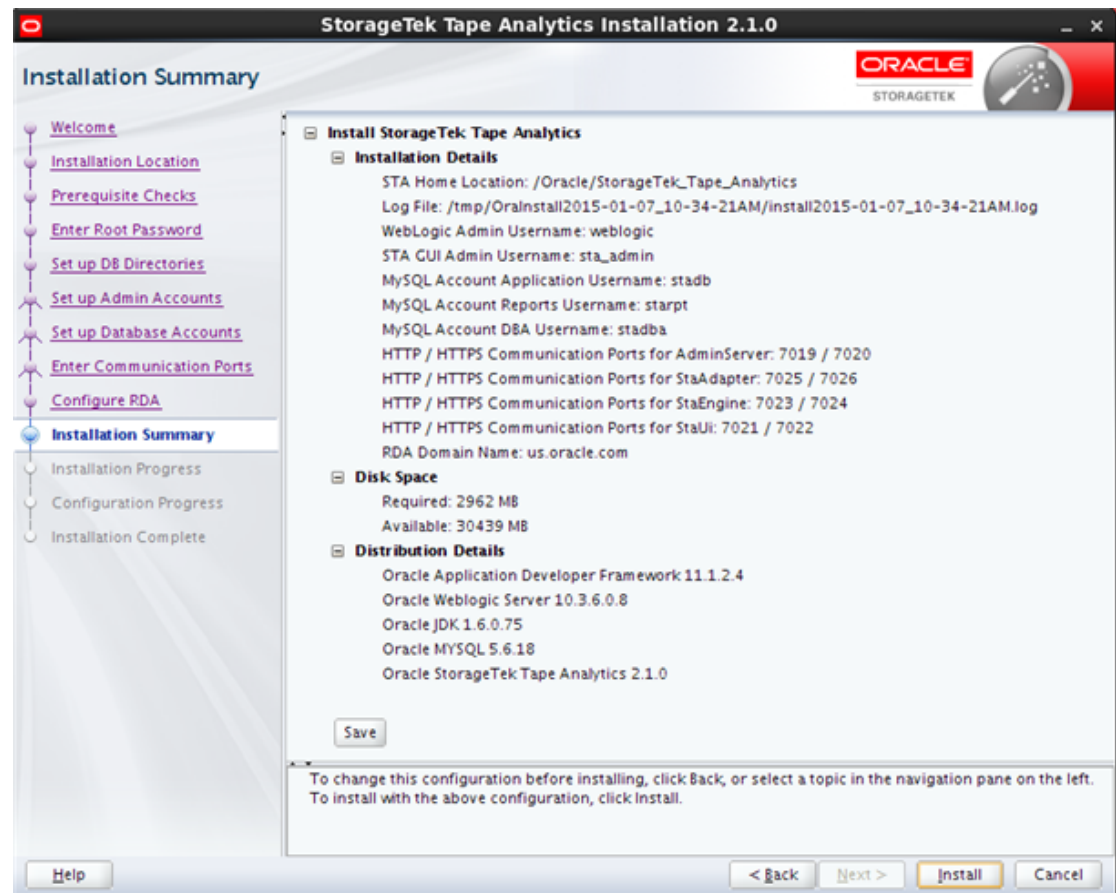 StorageTek Tape Analytics Installation 2.1.0
Installation Summary
ORACLE
STORAGETEK
Welcome
Installation Location
Prerequisite Checks
Enter Root Password
Set up DB Directories
Set up Admin Accounts
Set up Database Accounts
Enter Communication Ports
Configure RDA
Installation Summary
Installation Progress
Configuration Progress
Installation Complete
Install StorageTek Tape Analytics
Installation Details
STA Home Location: /Oracle/StorageTek_Tape_Analytics
Log File: /tmp/OraInstall2015-01-07_10-34-21AM/install2015-01-07_10-34-21AM.log
WebLogic Admin Username: weblogic
STA GUI Admin Username: sta_admin
MySQL Account Application Username: stadb
MySQL Account Reports Username: starpt
MySQL Account DBA Username: stadba
HTTP / HTTPS Communication Ports for AdminServer: 7019 / 7020
HTTP / HTTPS Communication Ports for StaAdapter: 7025 / 7026
HTTP / HTTPS Communication Ports for StaEngine: 7023 / 7024
HTTP / HTTPS Communication Ports for StaUi: 7021 / 7022
RDA Domain Name: us.oracle.com
Disk Space
Required: 2962 MB
Available: 30439 MB
Distribution Details
Oracle Application Developer Framework 11.1.2.4
Oracle Weblogic Server 10.3.6.0.8
Oracle JDK 1.6.0.75
Oracle MYSQL 5.6.18
Oracle StorageTek Tape Analytics 2.1.0
Save
To change this configuration before installing, click Back, or select a topic in the navigation pane on the left.
To install with the above configuration, click Install.
Help
< Back
Next >
Install
Cancel